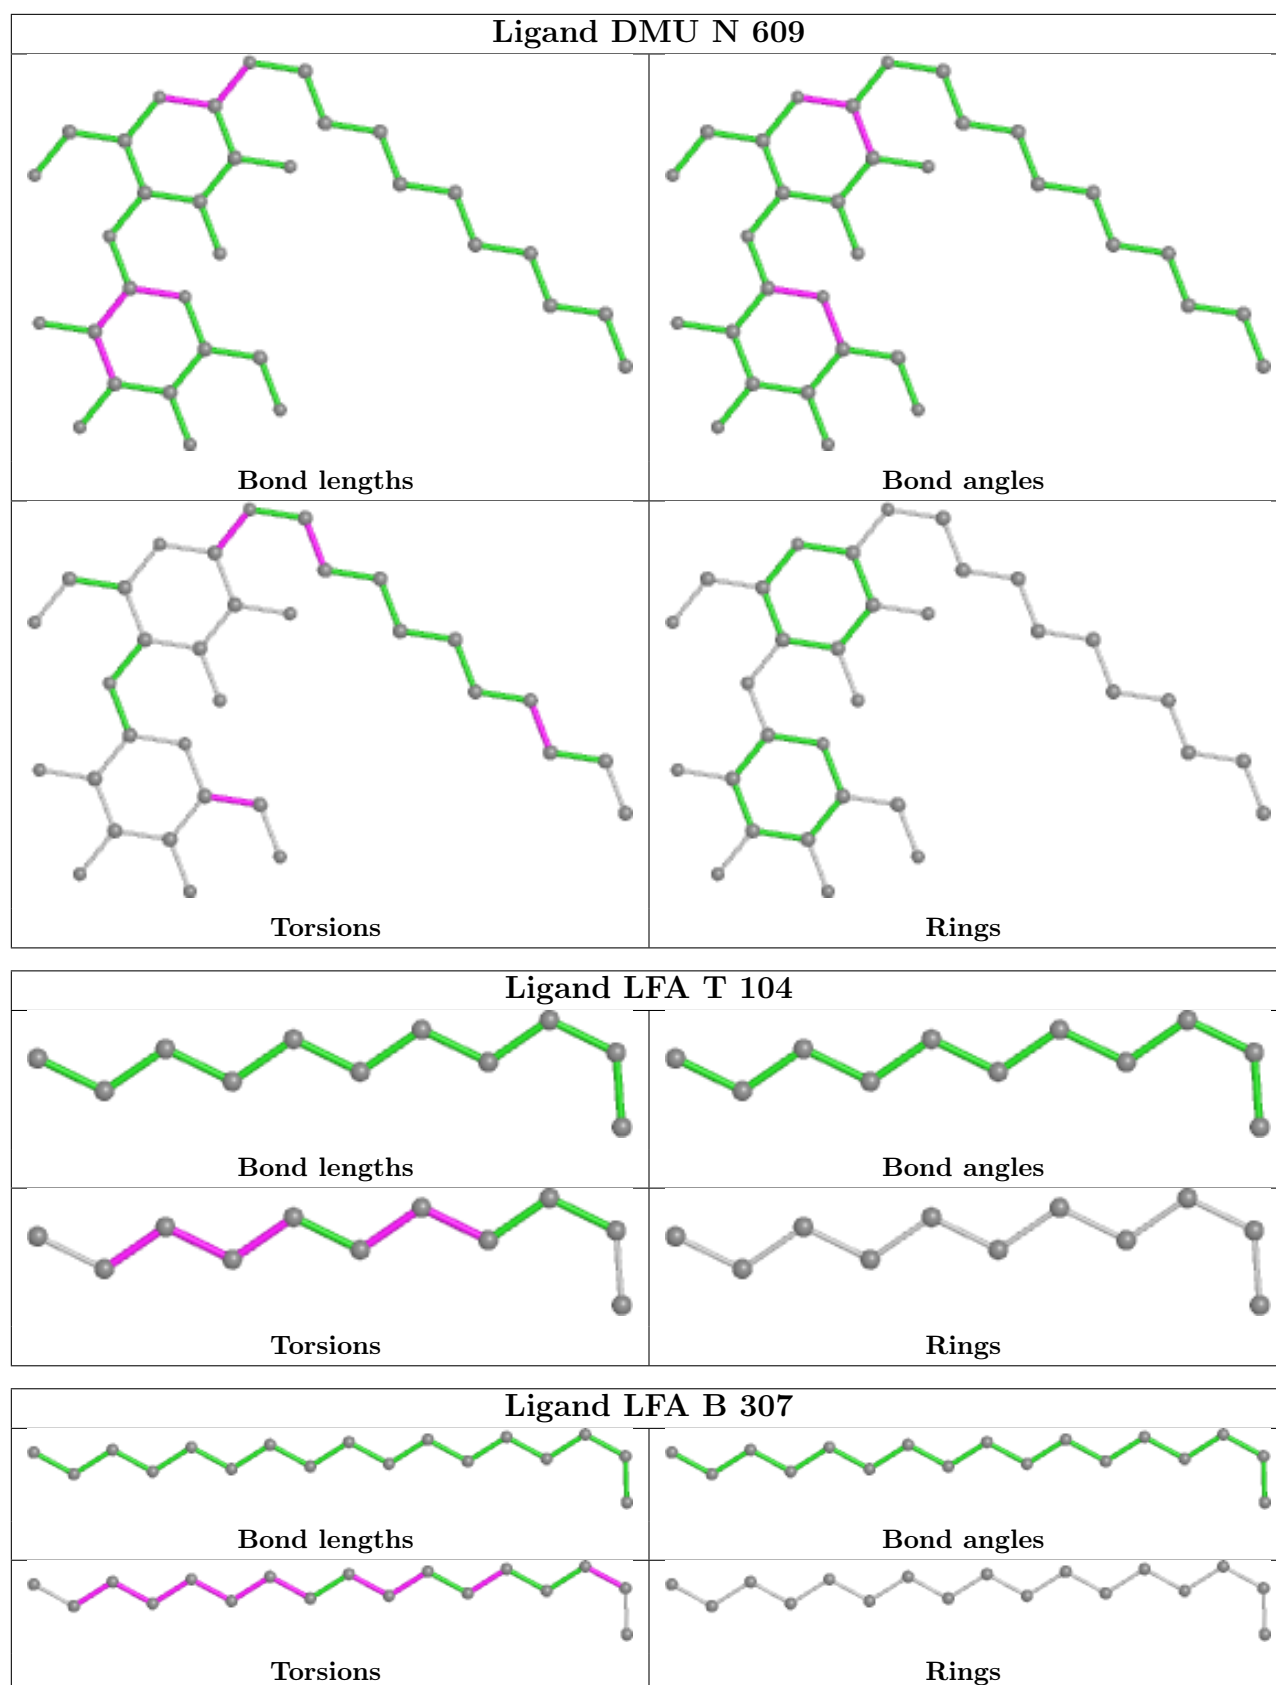 Ligand DMU N 609
Bond lengths
Bond angles
Torsions
Rings
Ligand LFA T 104
Bond lengths
Bond angles
Torsions
Rings
Ligand LFA B 307
Bond lengths
Bond angles
Torsions
Rings